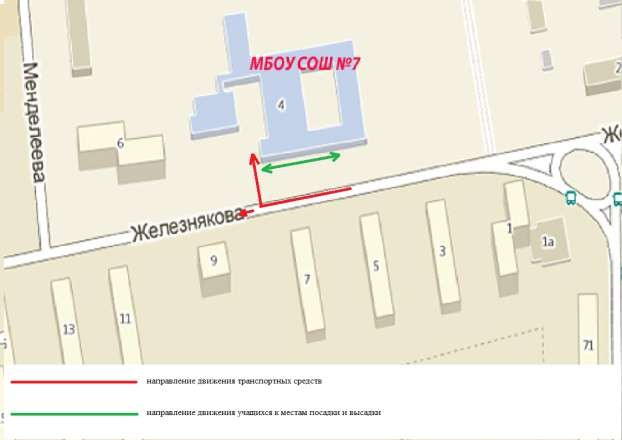 МБОУ СОШ №7
Менделеева
4
6
2
Же
Железнякова
1
1а
9
7
5
3
13
11
71
направление движения транспортных средств
направление движения учащихся к местам посадки и высадки